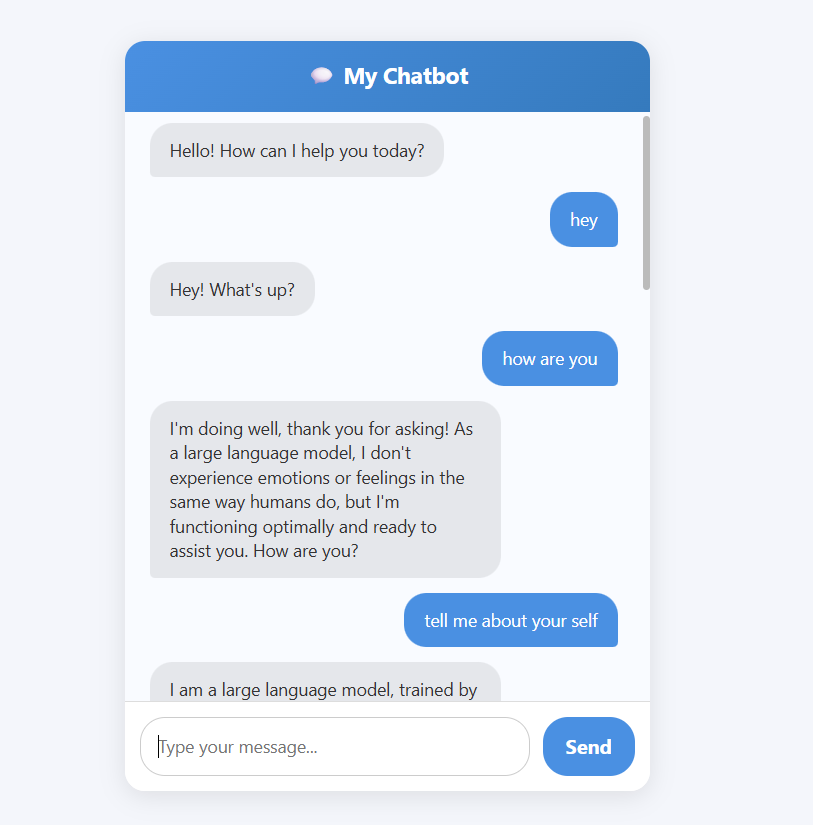 My Chatbot
Hello! How can I help you today?
hey
Hey! What's up?
how are you
I'm doing well, thank you for asking! As
a large language model, I don't
experience emotions or feelings in the
same way humans do, but I'm
functioning optimally and ready to
assist you. How are you?
tell me about your self
I am a large language model, trained by
Type your message...
Send